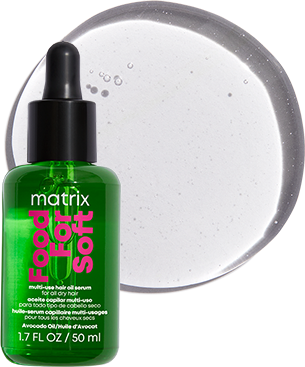 matrix
Food
For
Soft
multi-use hair oil serum
for all dry hair
aceite capilar multi-uso
para todo tipo de cabello seco
huile-serum capillaire multi-usages
pour tous les cheveux secs
Avocado Oil/Huile d'Avocat
1.7 FL OZ / 50 ml